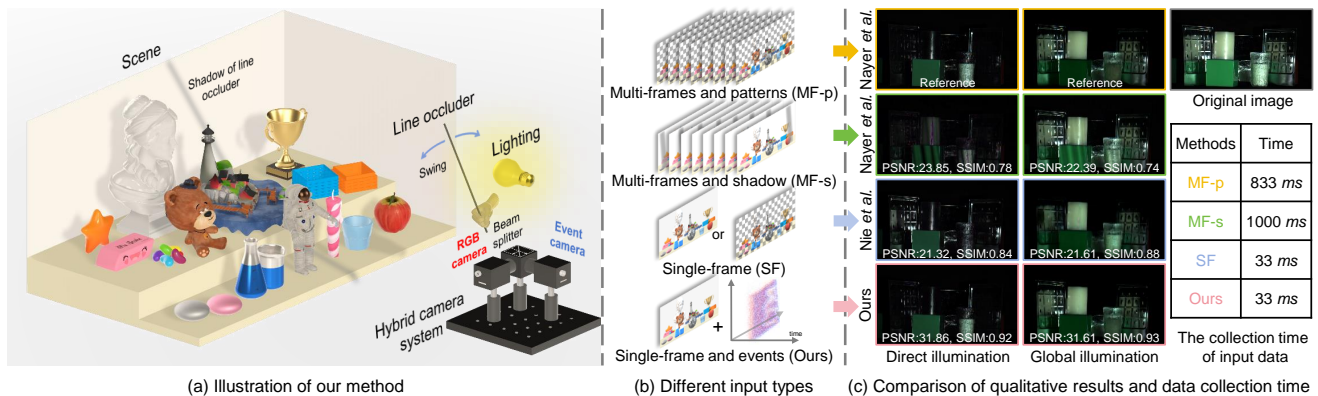 Scene
Shadow of line
occluder
Line occluder
Lighting
Swing
RGB
camera
Beam
splitter
Event
camera
Hybrid camera
system
(a) Illustration of our method
Multi-frames and patterns (MF-p)
Multi-frames and shadow (MF-s)
or
Single-frame (SF)
+
time
Single-frame and events (Ours)
(b) Different input types
Nayer et al.
Reference
Reference
Original image
Nayer et al.
PSNR:23.85, SSIM:0.78
PSNR:22.39, SSIM:0.74
Nie et al.
PSNR:21.32, SSIM:0.84
PSNR:21.61, SSIM:0.88
Ours
PSNR:31.86, SSIM:0.92
PSNR:31.61, SSIM:0.93
Direct illumination
Global illumination
Methods Time
MF-p 833 ms
MF-s 1000 ms
SF 33 ms
Ours 33 ms
The collection time
of input data
(c) Comparison of qualitative results and data collection time